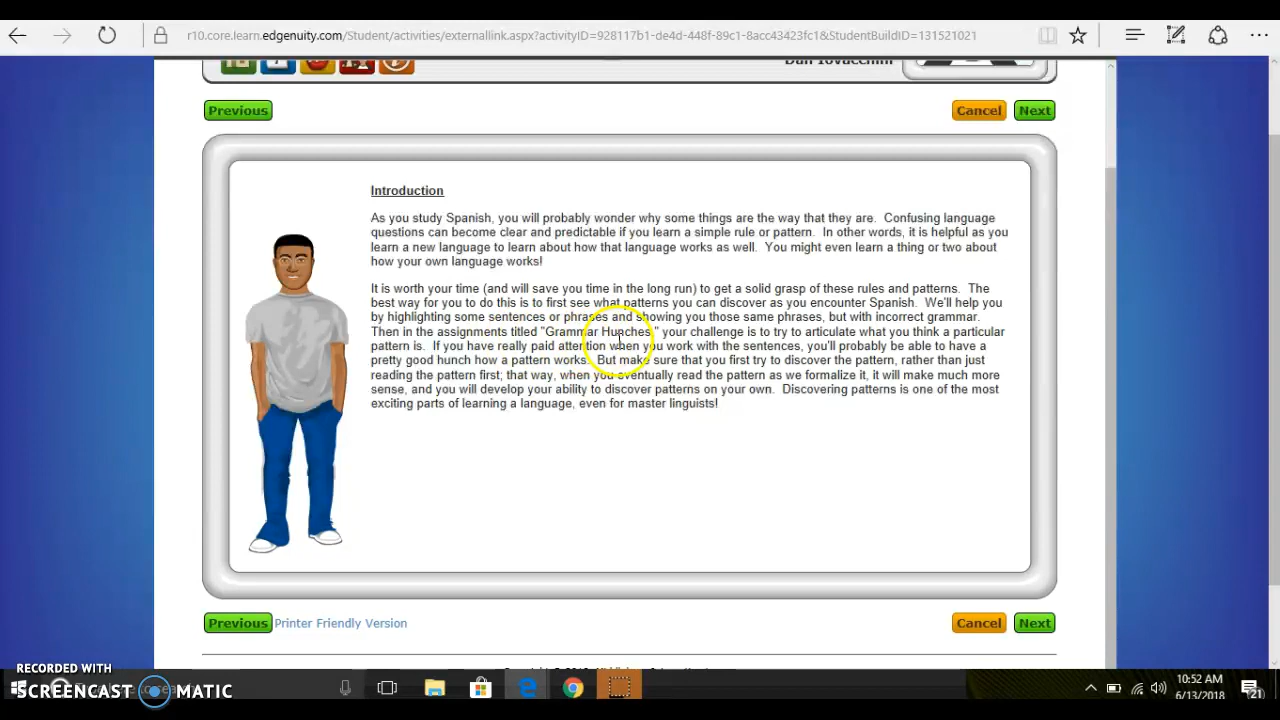 r10.core.learn.edgenuity.com/Student/activities/externallink.aspx?activityID=928117b1-de4d-448f-89c1-8acc43423fc1&StudentBuildID=131521021
Dan Iovacchini
Previous
Cancel
Next
Introduction
As you study Spanish, you will probably wonder why some things are the way that they are.  Confusing language
questions can become clear and predictable if you learn a simple rule or pattern.  In other words, it is helpful as you
learn a new language to learn about how that language works as well.  You might even learn a thing or two about
how your own language works!
It is worth your time (and will save you time in the long run) to get a solid grasp of these rules and patterns.  The
best way for you to do this is to first see what patterns you can discover as you encounter Spanish.  We'll help you
by highlighting some sentences or phrases and showing you those same phrases, but with incorrect grammar.
Then in the assignments titled "Grammar Hunches," your challenge is to try to articulate what you think a particular
pattern is.  If you have really paid attention when you work with the sentences, you'll probably be able to have a
pretty good hunch how a pattern works.  But make sure that you first try to discover the pattern, rather than just
reading the pattern first; that way, when you eventually read the pattern as we formalize it, it will make much more
sense, and you will develop your ability to discover patterns on your own.  Discovering patterns is one of the most
exciting parts of learning a language, even for master linguists!
Previous
Printer Friendly Version
Cancel
Next
RECORDED WITH
SCREENCAST MATIC
10:52 AM
6/13/2018
21